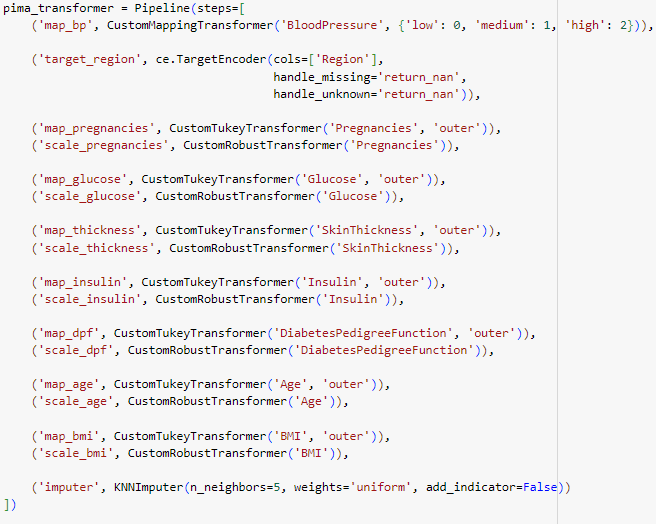 pima_transformer = Pipeline(steps=[
    ('map_bp', CustomMappingTransformer('BloodPressure', {'low': 0, 'medium': 1, 'high': 2})),

    ('target_region', ce.TargetEncoder(cols=['Region'],
                                       handle_missing='return_nan',
                                       handle_unknown='return_nan')),

    ('map_pregnancies', CustomTukeyTransformer('Pregnancies', 'outer')),
    ('scale_pregnancies', CustomRobustTransformer('Pregnancies')),

    ('map_glucose', CustomTukeyTransformer('Glucose', 'outer')),
    ('scale_glucose', CustomRobustTransformer('Glucose')),

    ('map_thickness', CustomTukeyTransformer('SkinThickness', 'outer')),
    ('scale_thickness', CustomRobustTransformer('SkinThickness')),

    ('map_insulin', CustomTukeyTransformer('Insulin', 'outer')),
    ('scale_insulin', CustomRobustTransformer('Insulin')),

    ('map_dpf', CustomTukeyTransformer('DiabetesPedigreeFunction', 'outer')),
    ('scale_dpf', CustomRobustTransformer('DiabetesPedigreeFunction')),

    ('map_age', CustomTukeyTransformer('Age', 'outer')),
    ('scale_age', CustomRobustTransformer('Age')),

    ('map_bmi', CustomTukeyTransformer('BMI', 'outer')),
    ('scale_bmi', CustomRobustTransformer('BMI')),

    ('imputer', KNNImputer(n_neighbors=5, weights='uniform', add_indicator=False))
])